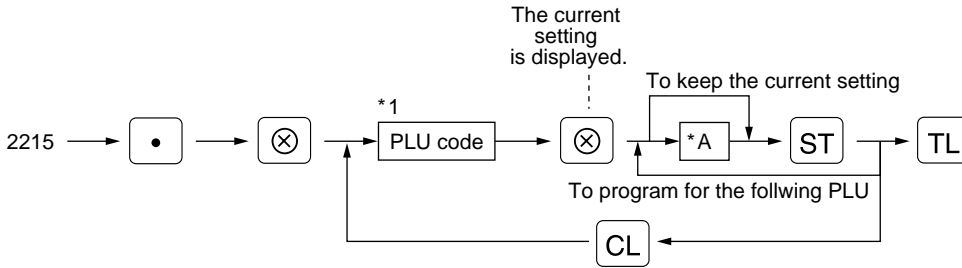 The current
setting
is displayed.
To keep the current setting
*1
2215
•
⊗
PLU code
⊗
*A
ST
TL
To program for the follwing PLU
CL